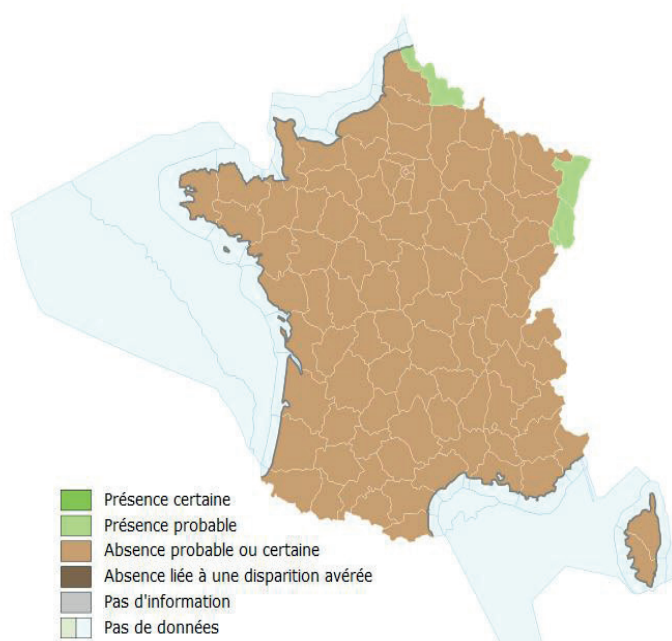 Présence certaine
Présence probable
Absence probable ou certaine
Absence liée à une disparition avérée
Pas d'information
Pas de données